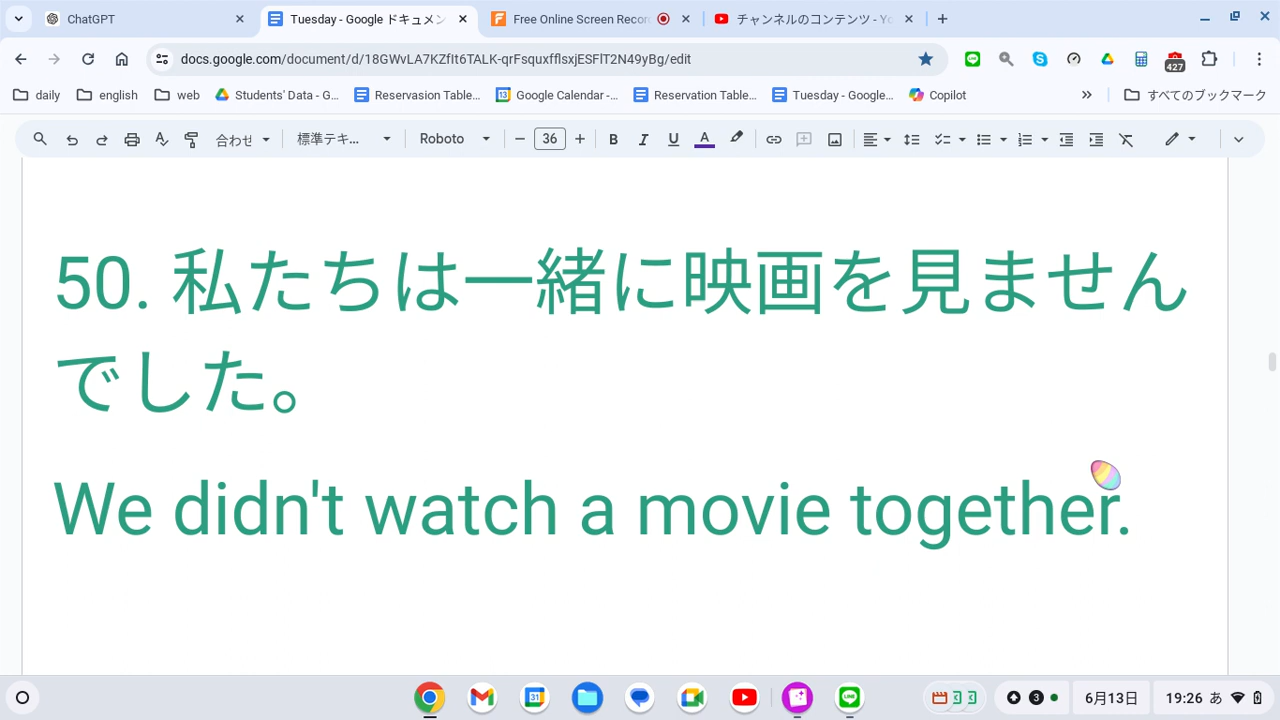 ChatGPT
Tuesday - Google ドキュメン
Free Online Screen Recor
チャンネルのコンテンツ - Yo
docs.google.com/document/d/18GWvLA7KZfIt6TALK-qrFsquxfflsxjESFlT2N49yBg/edit
427
daily
english
web
Students' Data - G...
Reservasion Table...
Google Calendar -...
Reservation Table...
Tuesday - Google...
Copilot
すべてのブックマーク
合わせ
標準テキ...
Roboto
36
50. 私たちは一緒に映画を見ません
でした。
We didn't watch a movie together.
3
6月13日
19:26 あ